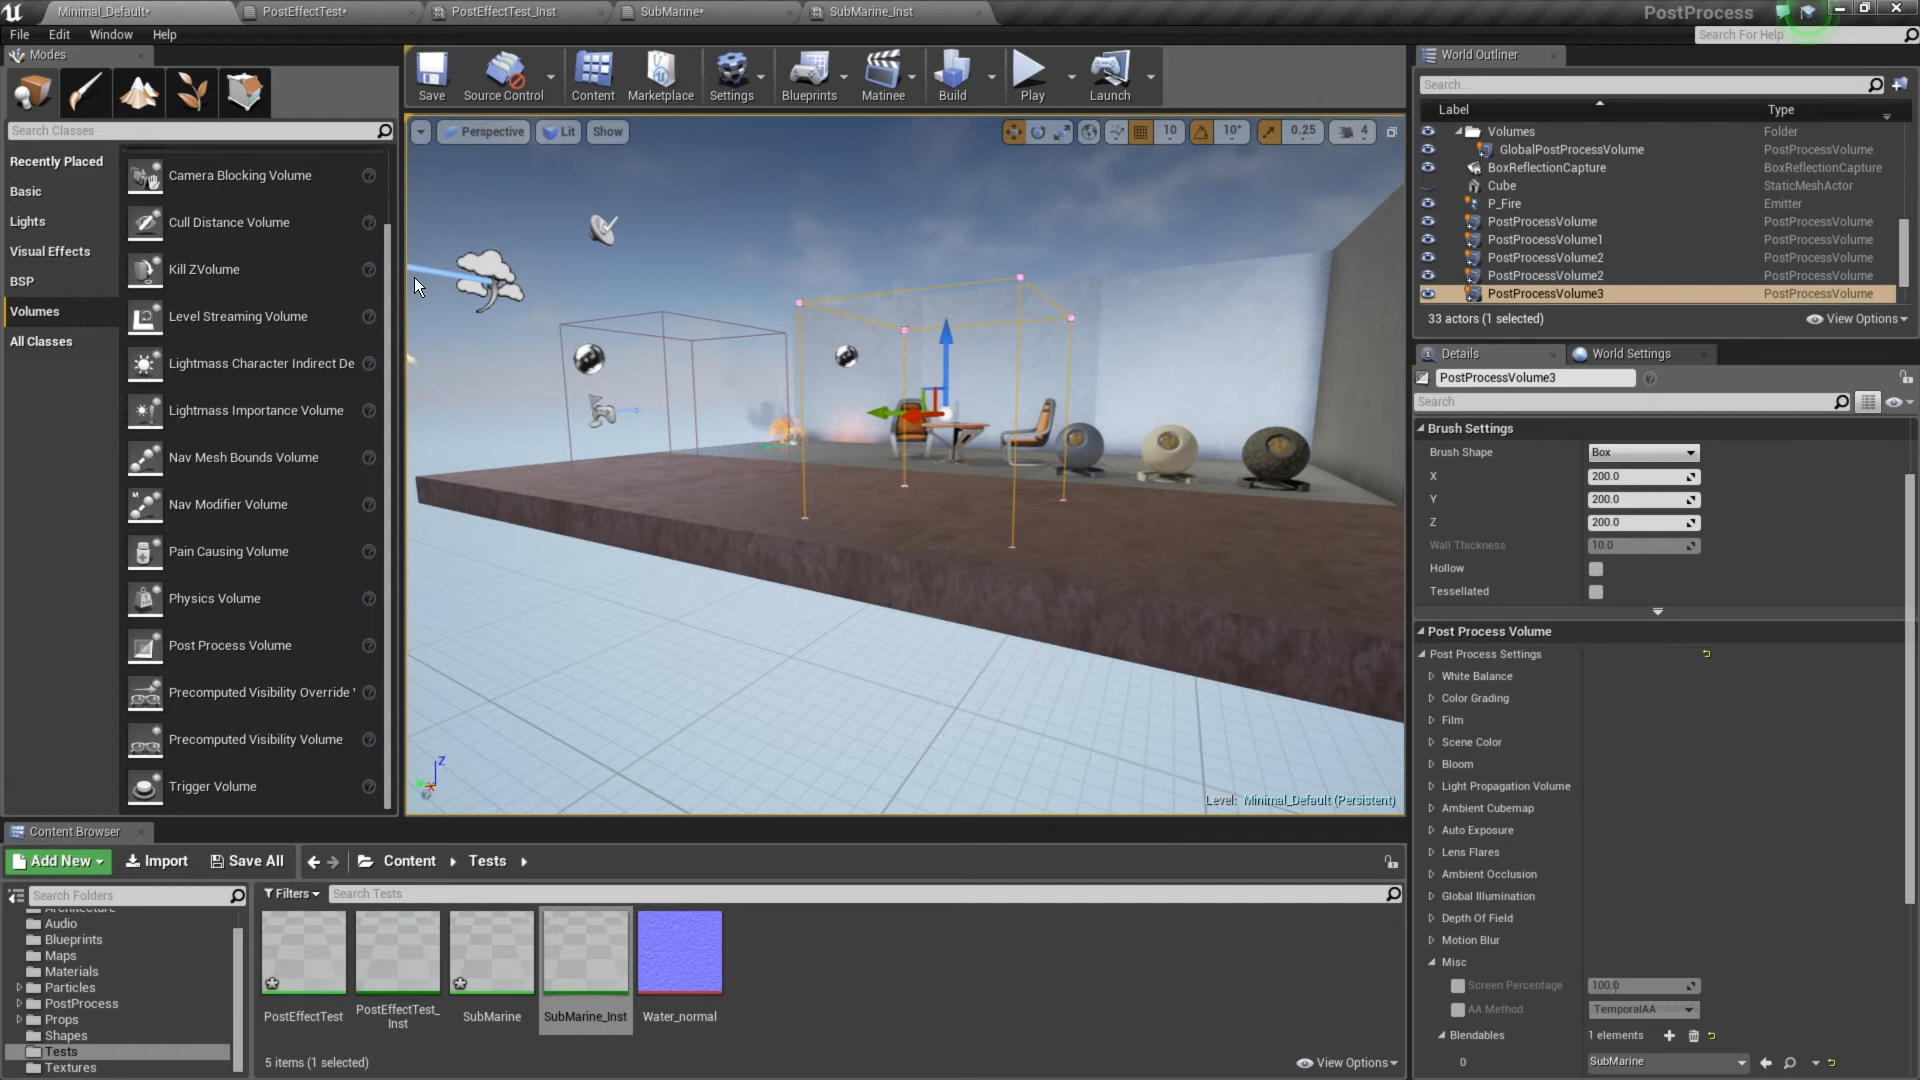 Minimal_Default*
PostEffectTest*
PostEffectTest_Inst
SubMarine*
SubMarine_Inst
PostProcess
File Edit Window Help
Search For Help
Modes
Search Classes
Recently Placed
Basic
Lights
Visual Effects
BSP
Volumes
All Classes
Camera Blocking Volume
Cull Distance Volume
Kill ZVolume
Level Streaming Volume
Lightmass Character Indirect De
Lightmass Importance Volume
Nav Mesh Bounds Volume
Nav Modifier Volume
Pain Causing Volume
Physics Volume
Post Process Volume
Precomputed Visibility Override
Precomputed Visibility Volume
Trigger Volume
Save
Source Control
Content
Marketplace
Settings
Blueprints
Matinee
Build
Play
Launch
Perspective Lit Show
10 10° 0.25 4
Z
Level: Minimal_Default (Persistent)
World Outliner
Search...
Label Type
Volumes Folder
GlobalPostProcessVolume PostProcessVolume
BoxReflectionCapture BoxReflectionCapture
Cube StaticMeshActor
P_Fire Emitter
PostProcessVolume PostProcessVolume
PostProcessVolume1 PostProcessVolume
PostProcessVolume2 PostProcessVolume
PostProcessVolume2 PostProcessVolume
PostProcessVolume3 PostProcessVolume
33 actors (1 selected) View Options
Details World Settings
PostProcessVolume3
Search
Brush Settings
Brush Shape Box
X 200.0
Y 200.0
Z 200.0
Wall Thickness 10.0
Hollow
Tessellated
Post Process Volume
Post Process Settings
White Balance
Color Grading
Film
Scene Color
Bloom
Light Propagation Volume
Ambient Cubemap
Auto Exposure
Lens Flares
Ambient Occlusion
Global Illumination
Depth Of Field
Motion Blur
Misc
Screen Percentage 100.0
AA Method TemporalAA
Blendables 1 elements
0 SubMarine
Content Browser
Add New Import Save All Content Tests
Search Folders
Architecture
Audio
Blueprints
Maps
Materials
Particles
PostProcess
Props
Shapes
Tests
Textures
Filters Search Tests
PostEffectTest
PostEffectTest_
Inst
SubMarine
SubMarine_Inst
Water_normal
5 items (1 selected) View Options